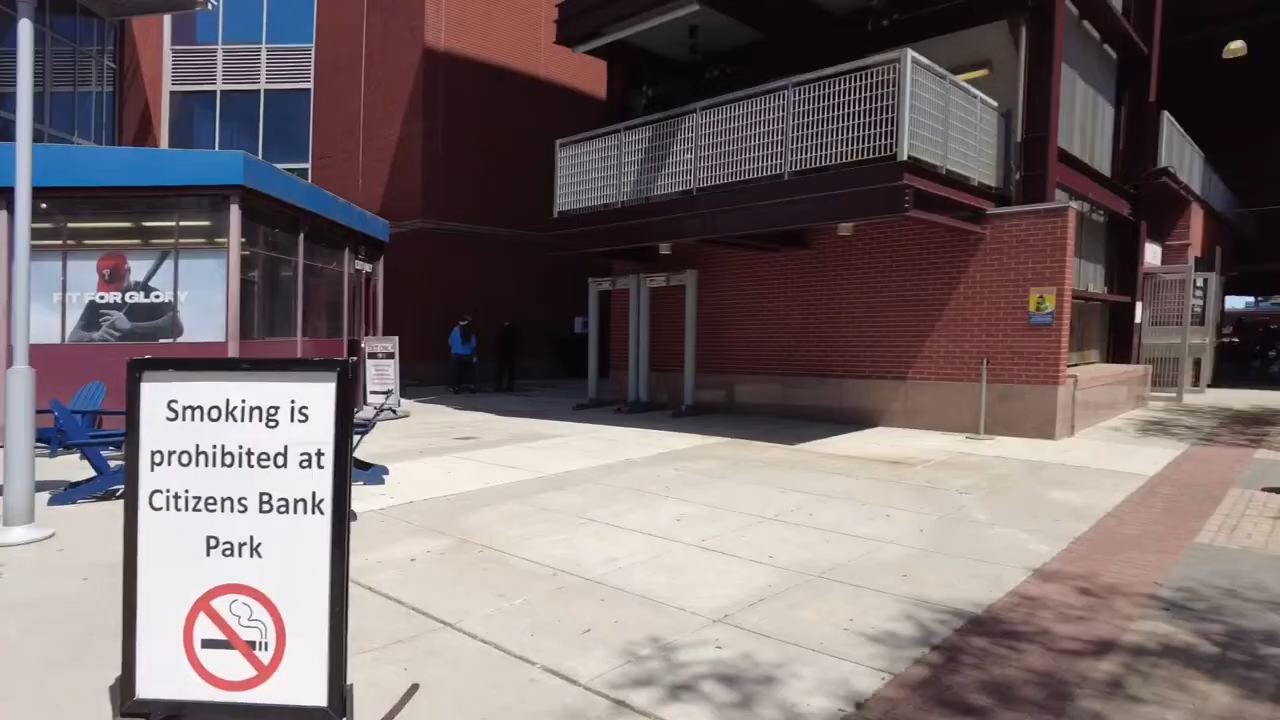 FIT FOR GLORY
Smoking is
prohibited at
Citizens Bank
Park